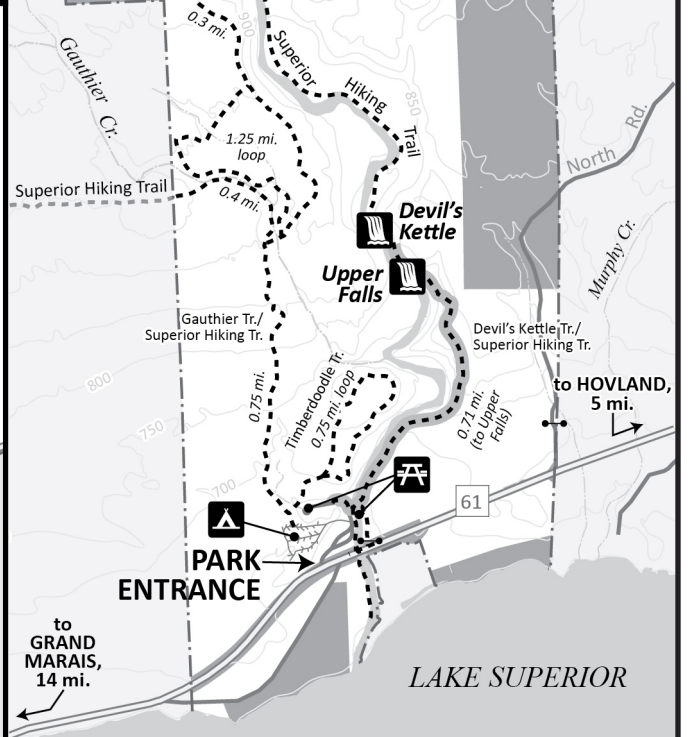 0.3 mi.
900
Superior
Hiking
Trail
Gauthier Cr.
850
1.25 mi.
loop
North
Rd.
Superior Hiking Trail
0.4 mi.
Devil's
Kettle
Murphy Cr.
Upper
Falls
Gauthier Tr./
Superior Hiking Tr.
Devil's Kettle Tr./
Superior Hiking Tr.
800
0.75 mi.
Timberdoodle Tr.
0.75 mi. loop
0.71 mi.
(to Upper
Falls)
to HOVLAND,
5 mi.
750
700
61
PARK
ENTRANCE
to
GRAND
MARAIS,
14 mi.
LAKE SUPERIOR